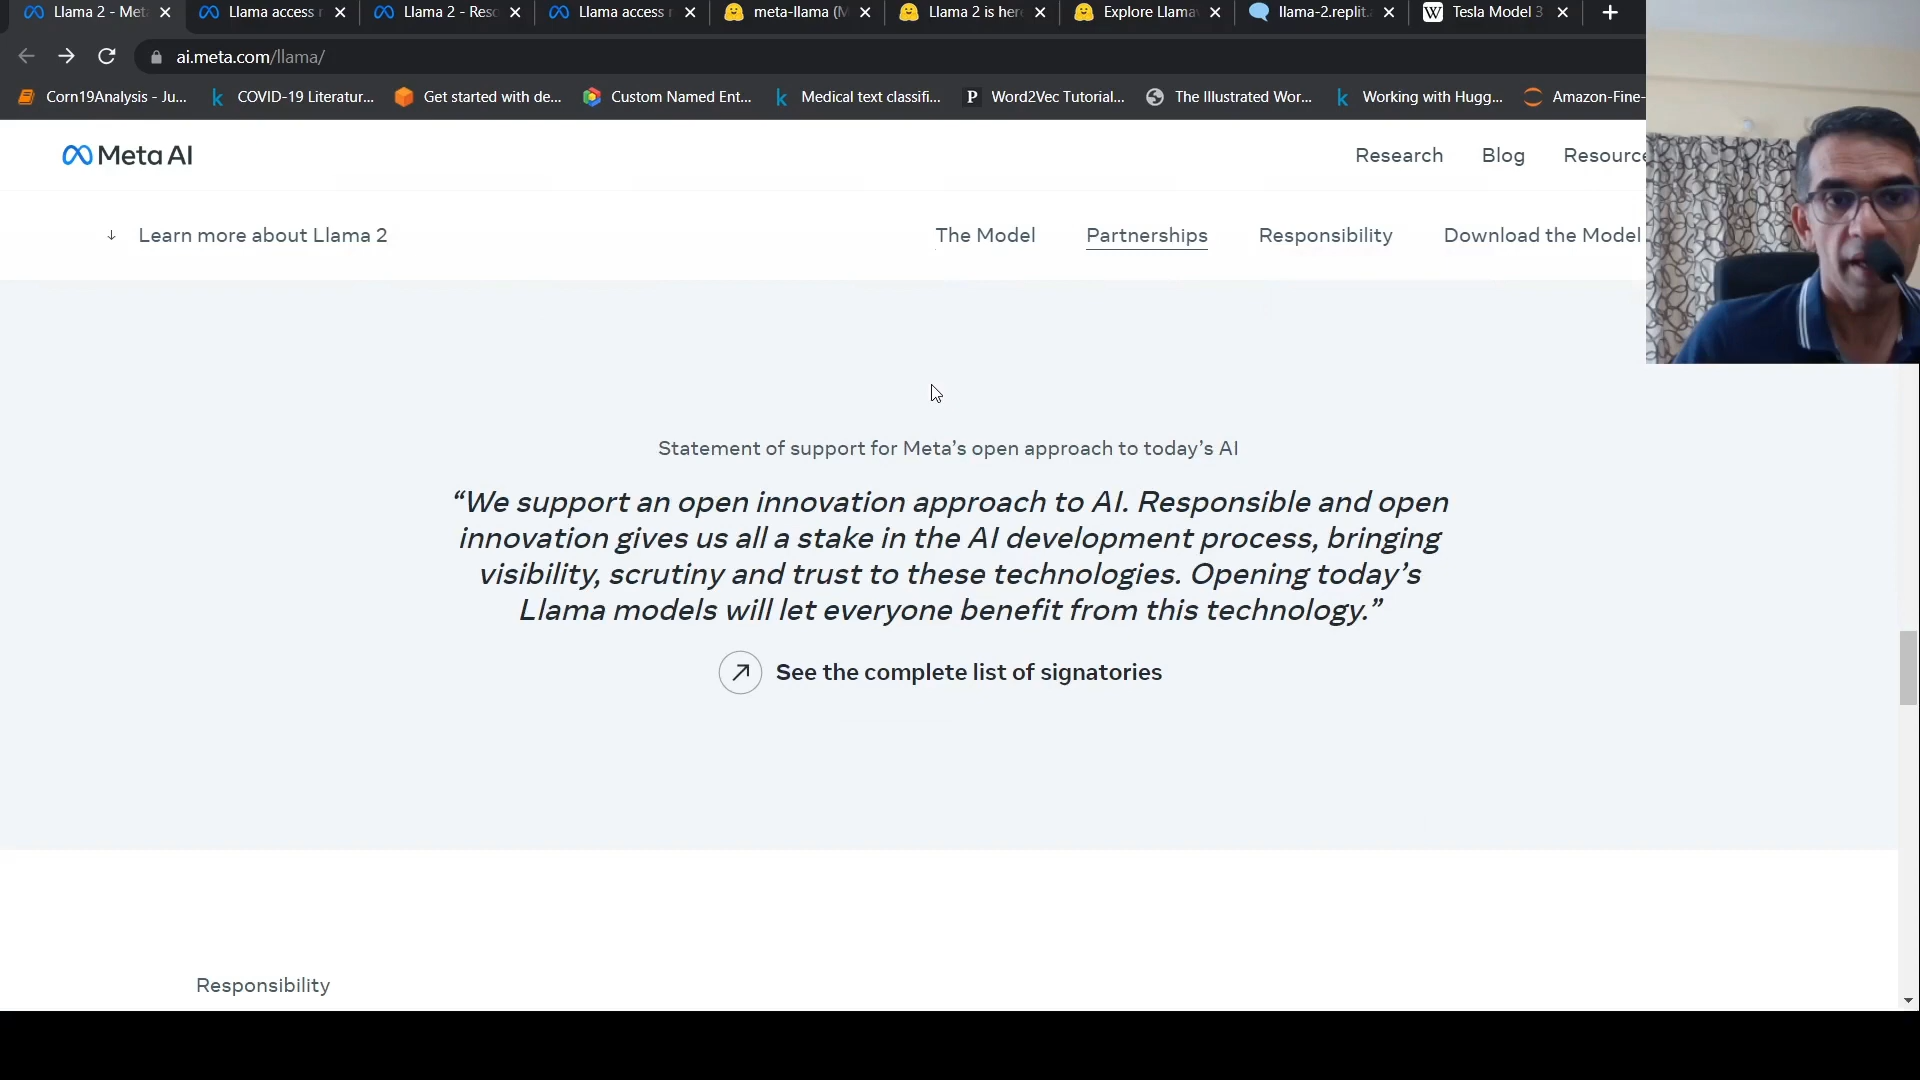 Llama 2 - Met
Llama access r
Llama 2 - Reso
Llama access r
meta-llama (M
Llama 2 is here
Explore Llamav
llama-2.replit.
Tesla Model 3
ai.meta.com/llama/
Corn19Analysis - Ju...
COVID-19 Literatur...
Get started with de...
Custom Named Ent...
Medical text classifi...
Word2Vec Tutorial...
The Illustrated Wor...
Working with Hugg...
Amazon-Fine-
Meta AI
Research
Blog
Resource
Learn more about Llama 2
The Model
Partnerships
Responsibility
Download the Model
Statement of support for Meta’s open approach to today’s AI
“We support an open innovation approach to AI. Responsible and open
innovation gives us all a stake in the AI development process, bringing
visibility, scrutiny and trust to these technologies. Opening today’s
Llama models will let everyone benefit from this technology.”
See the complete list of signatories
Responsibility